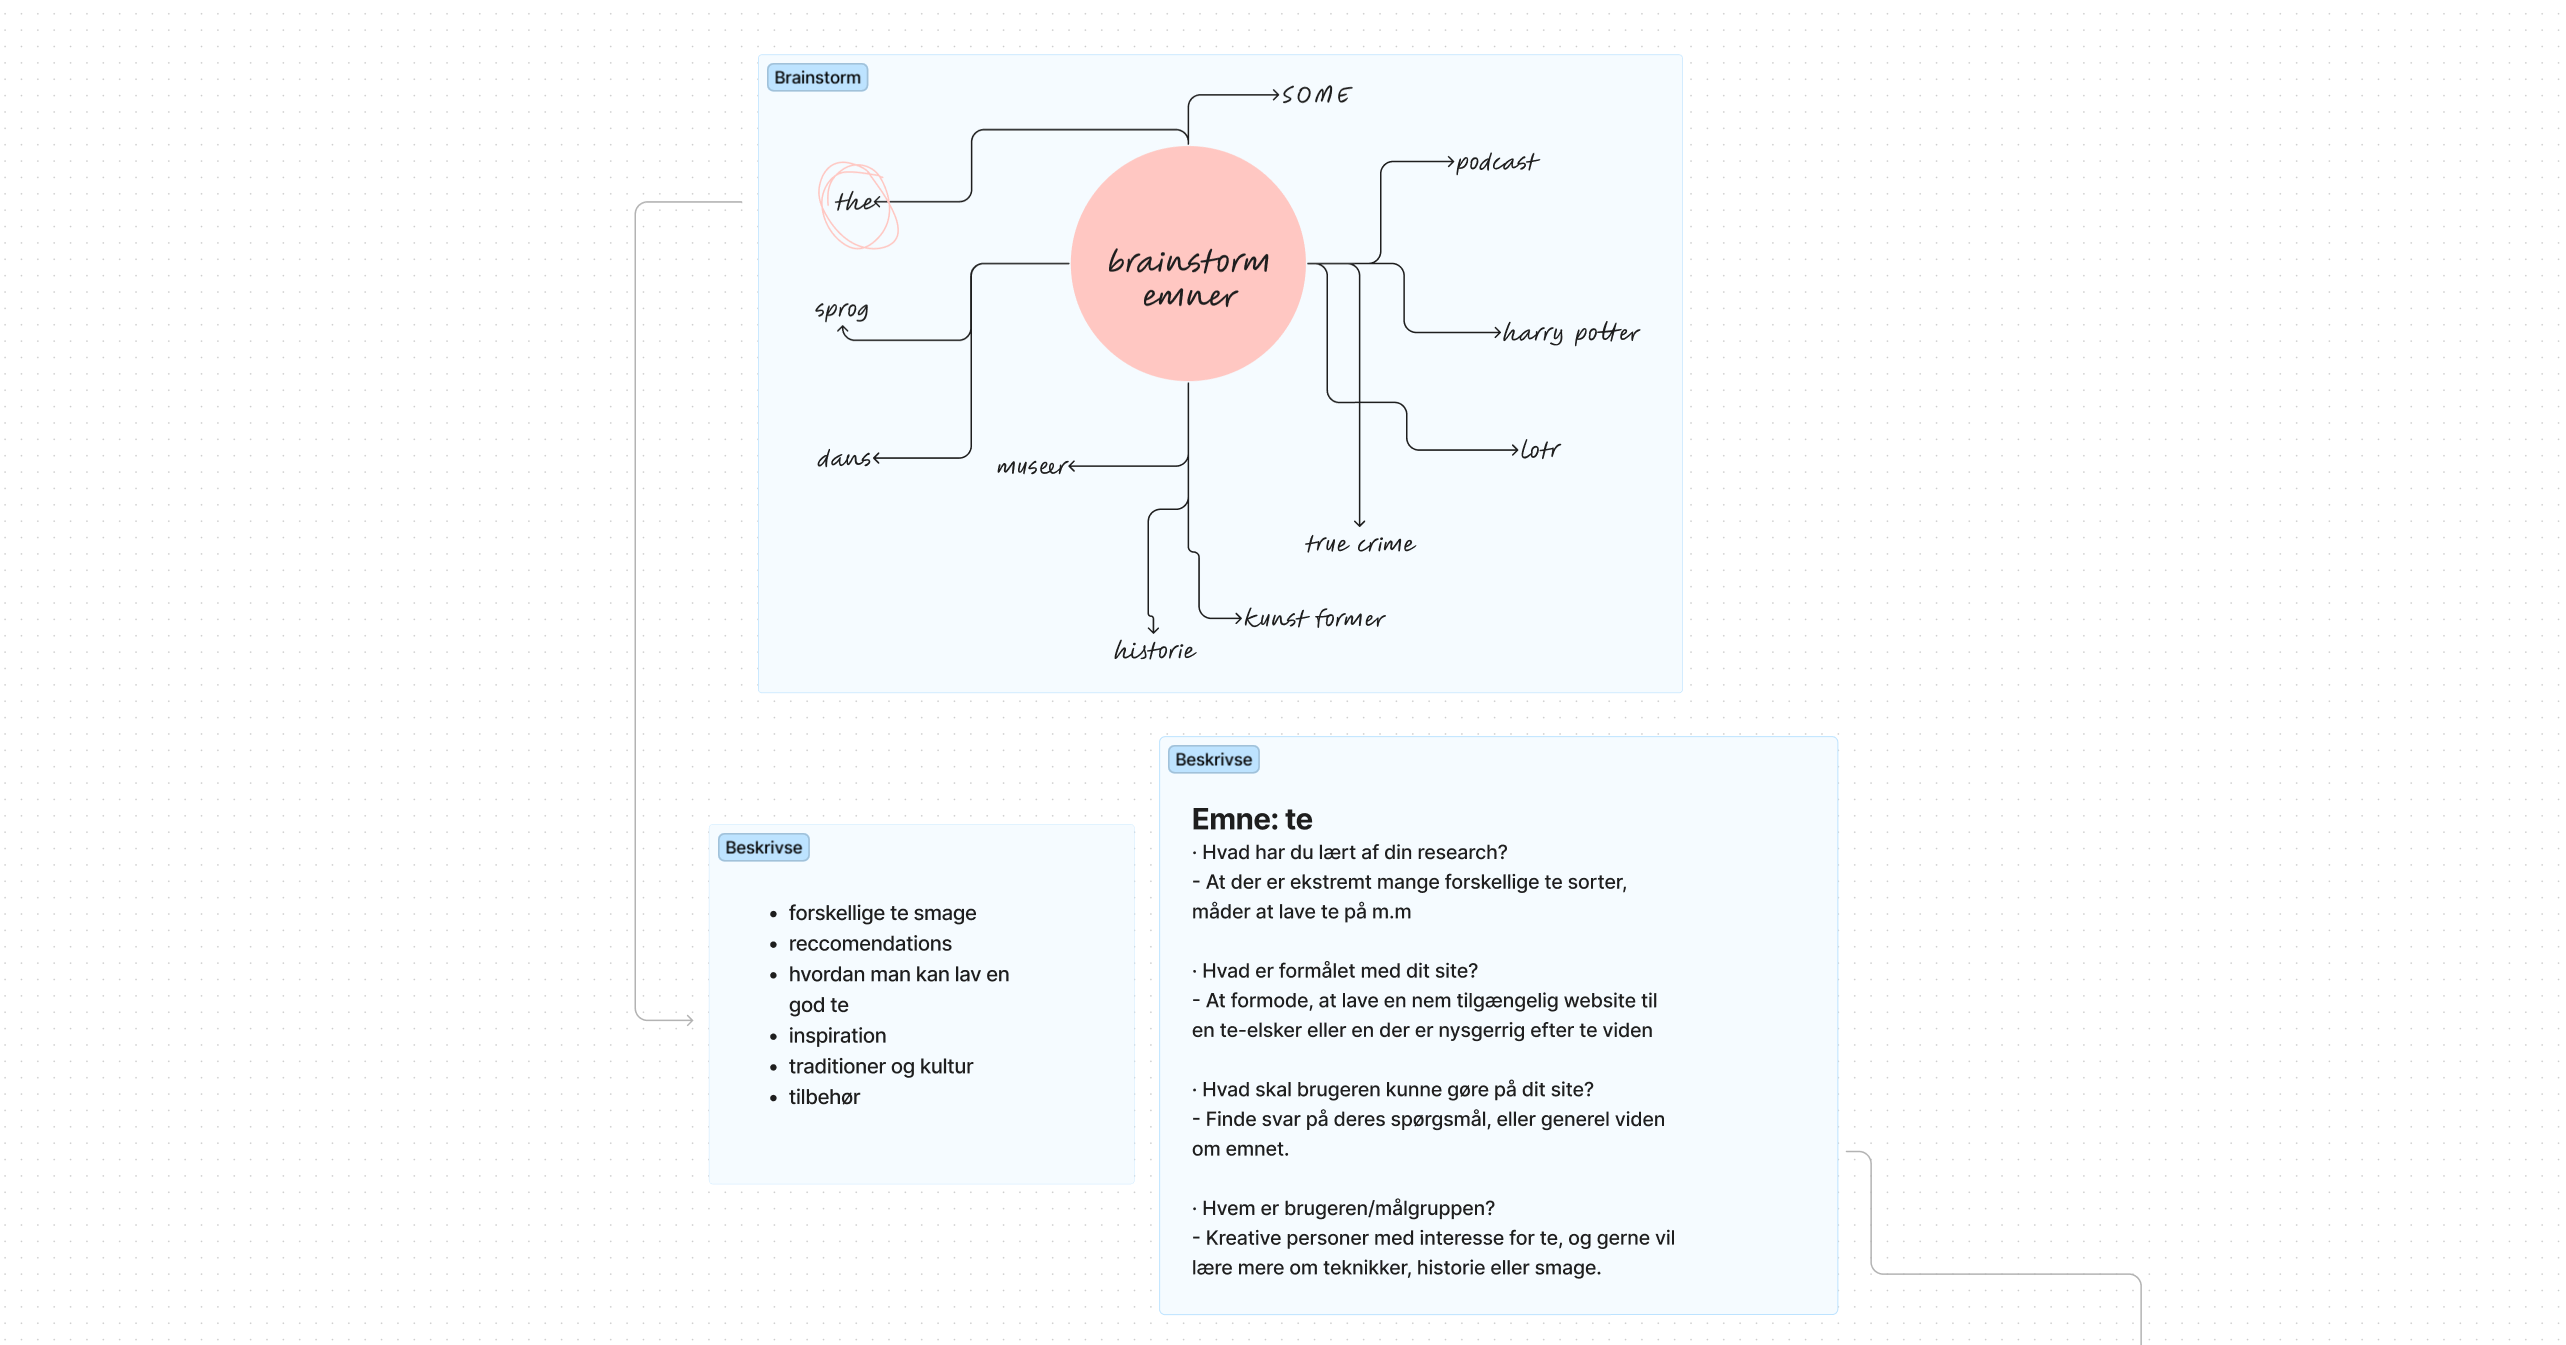 Brainstorm
SOME
podcast
the
brainstorm
emner
sprog
harry potter
dans
museer
lotr
true crime
kunst former
historie
Beskrivse
forskellige te smage
reccomendations
hvordan man kan lav en
god te
inspiration
traditioner og kultur
tilbehør
Beskrivse
Emne: te
· Hvad har du lært af din research?
- At der er ekstremt mange forskellige te sorter,
måder at lave te på m.m
· Hvad er formålet med dit site?
- At formode, at lave en nem tilgængelig website til
en te-elsker eller en der er nysgerrig efter te viden
· Hvad skal brugeren kunne gøre på dit site?
- Finde svar på deres spørgsmål, eller generel viden
om emnet.
· Hvem er brugeren/målgruppen?
- Kreative personer med interesse for te, og gerne vil
lære mere om teknikker, historie eller smage.